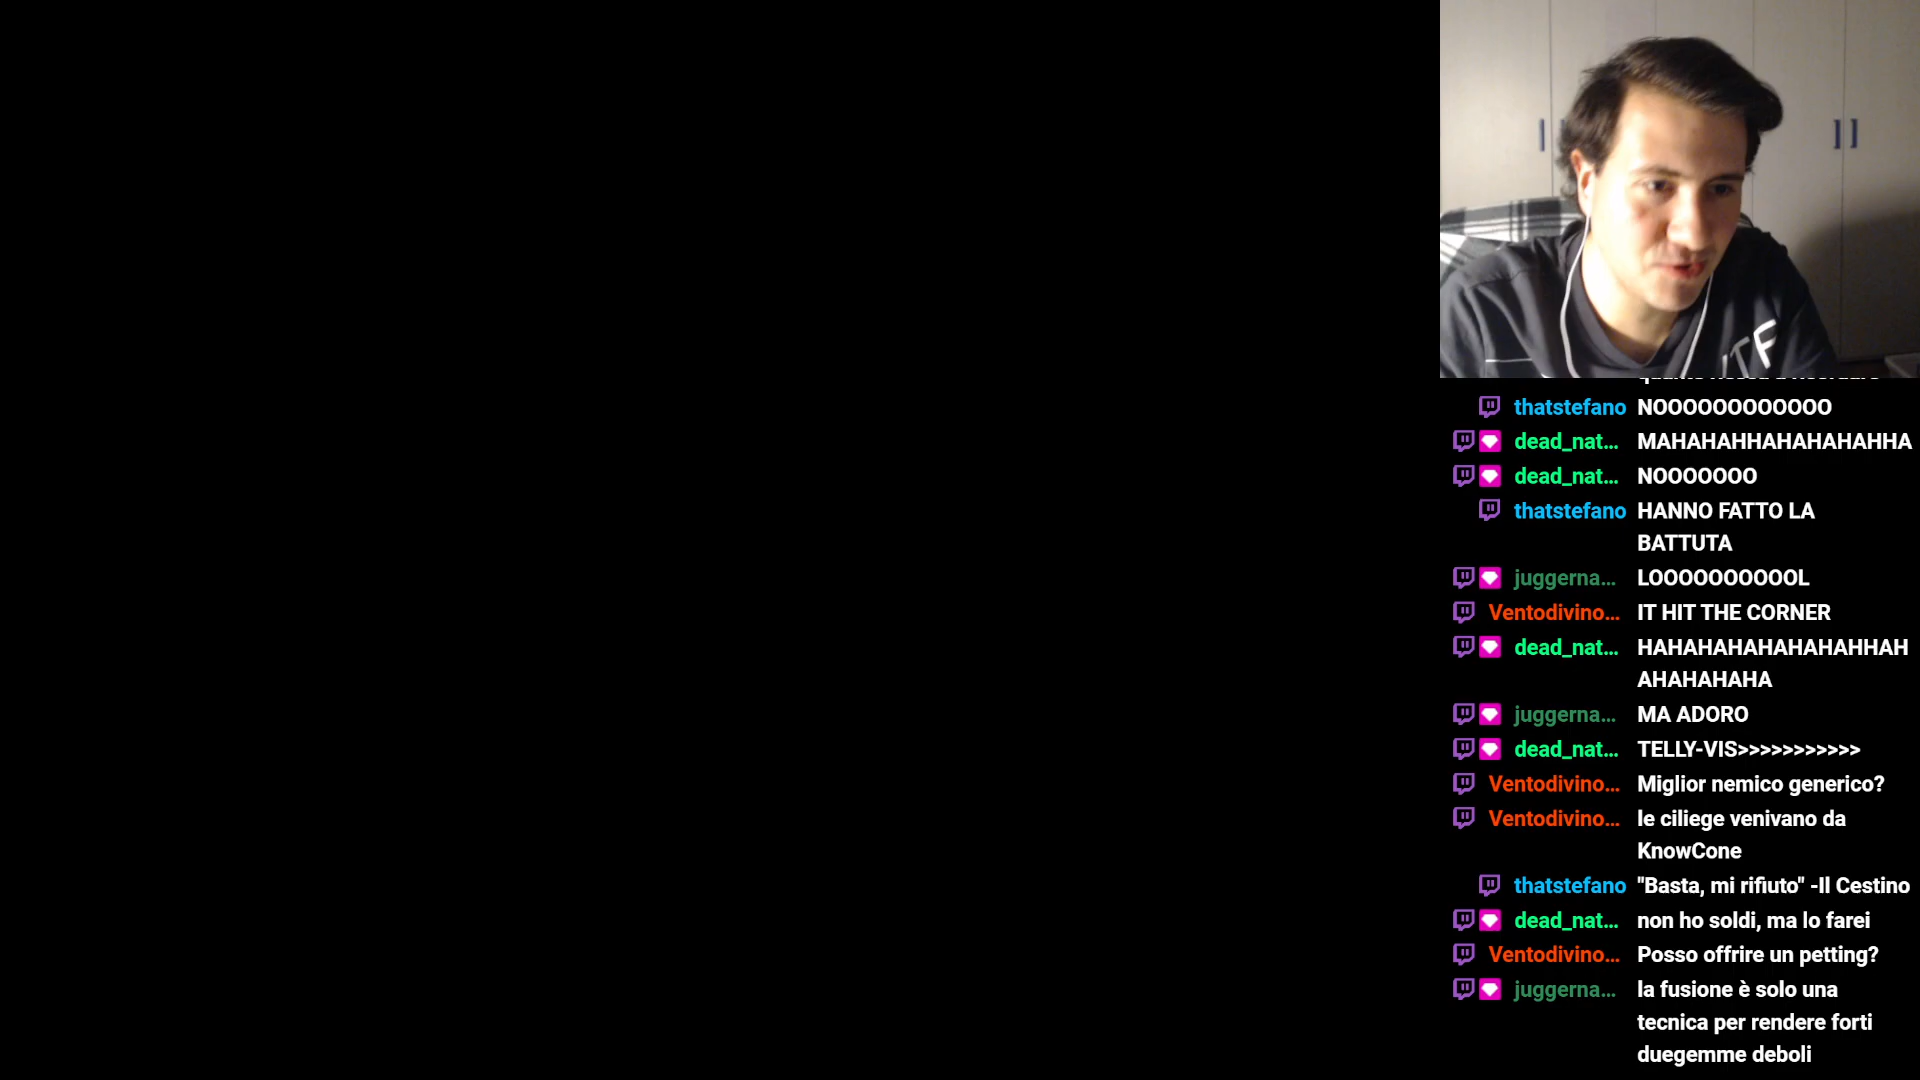 TF
thatstefano NOOOOOOOOOOOO
dead_nat... MAHAHAHHAHAHAHAHHA
dead_nat... NOOOOOOO
thatstefano HANNO FATTO LA
BATTUTA
juggerna... LOOOOOOOOOOL
Ventodivino... IT HIT THE CORNER
dead_nat... HAHAHAHAHAHAHAHHAH
AHAHAHAHA
juggerna... MA ADORO
dead_nat... TELLY-VIS>>>>>>>>>>>
Ventodivino... Miglior nemico generico?
Ventodivino... le ciliege venivano da
KnowCone
thatstefano "Basta, mi rifiuto" -Il Cestino
dead_nat... non ho soldi, ma lo farei
Ventodivino... Posso offrire un petting?
juggerna... la fusione è solo una
tecnica per rendere forti
duegemme deboli